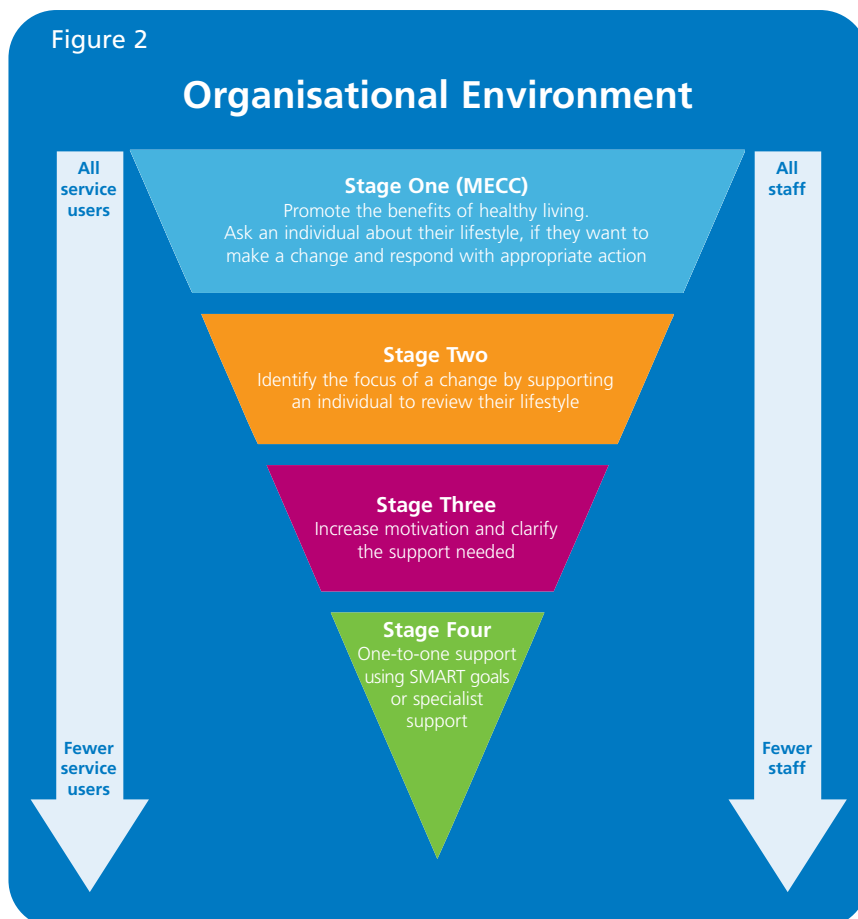 Figure 2
Organisational Environment
All
service
users
Stage One (MECC)
Promote the benefits of healthy living.
Ask an individual about their lifestyle, if they want to
make a change and respond with appropriate action
All
staff
Stage Two
Identify the focus of a change by supporting
an individual to review their lifestyle
Stage Three
Increase motivation and clarify
the support needed
Stage Four
One-to-one support
using SMART goals
or specialist
support
Fewer
service
users
Fewer
staff